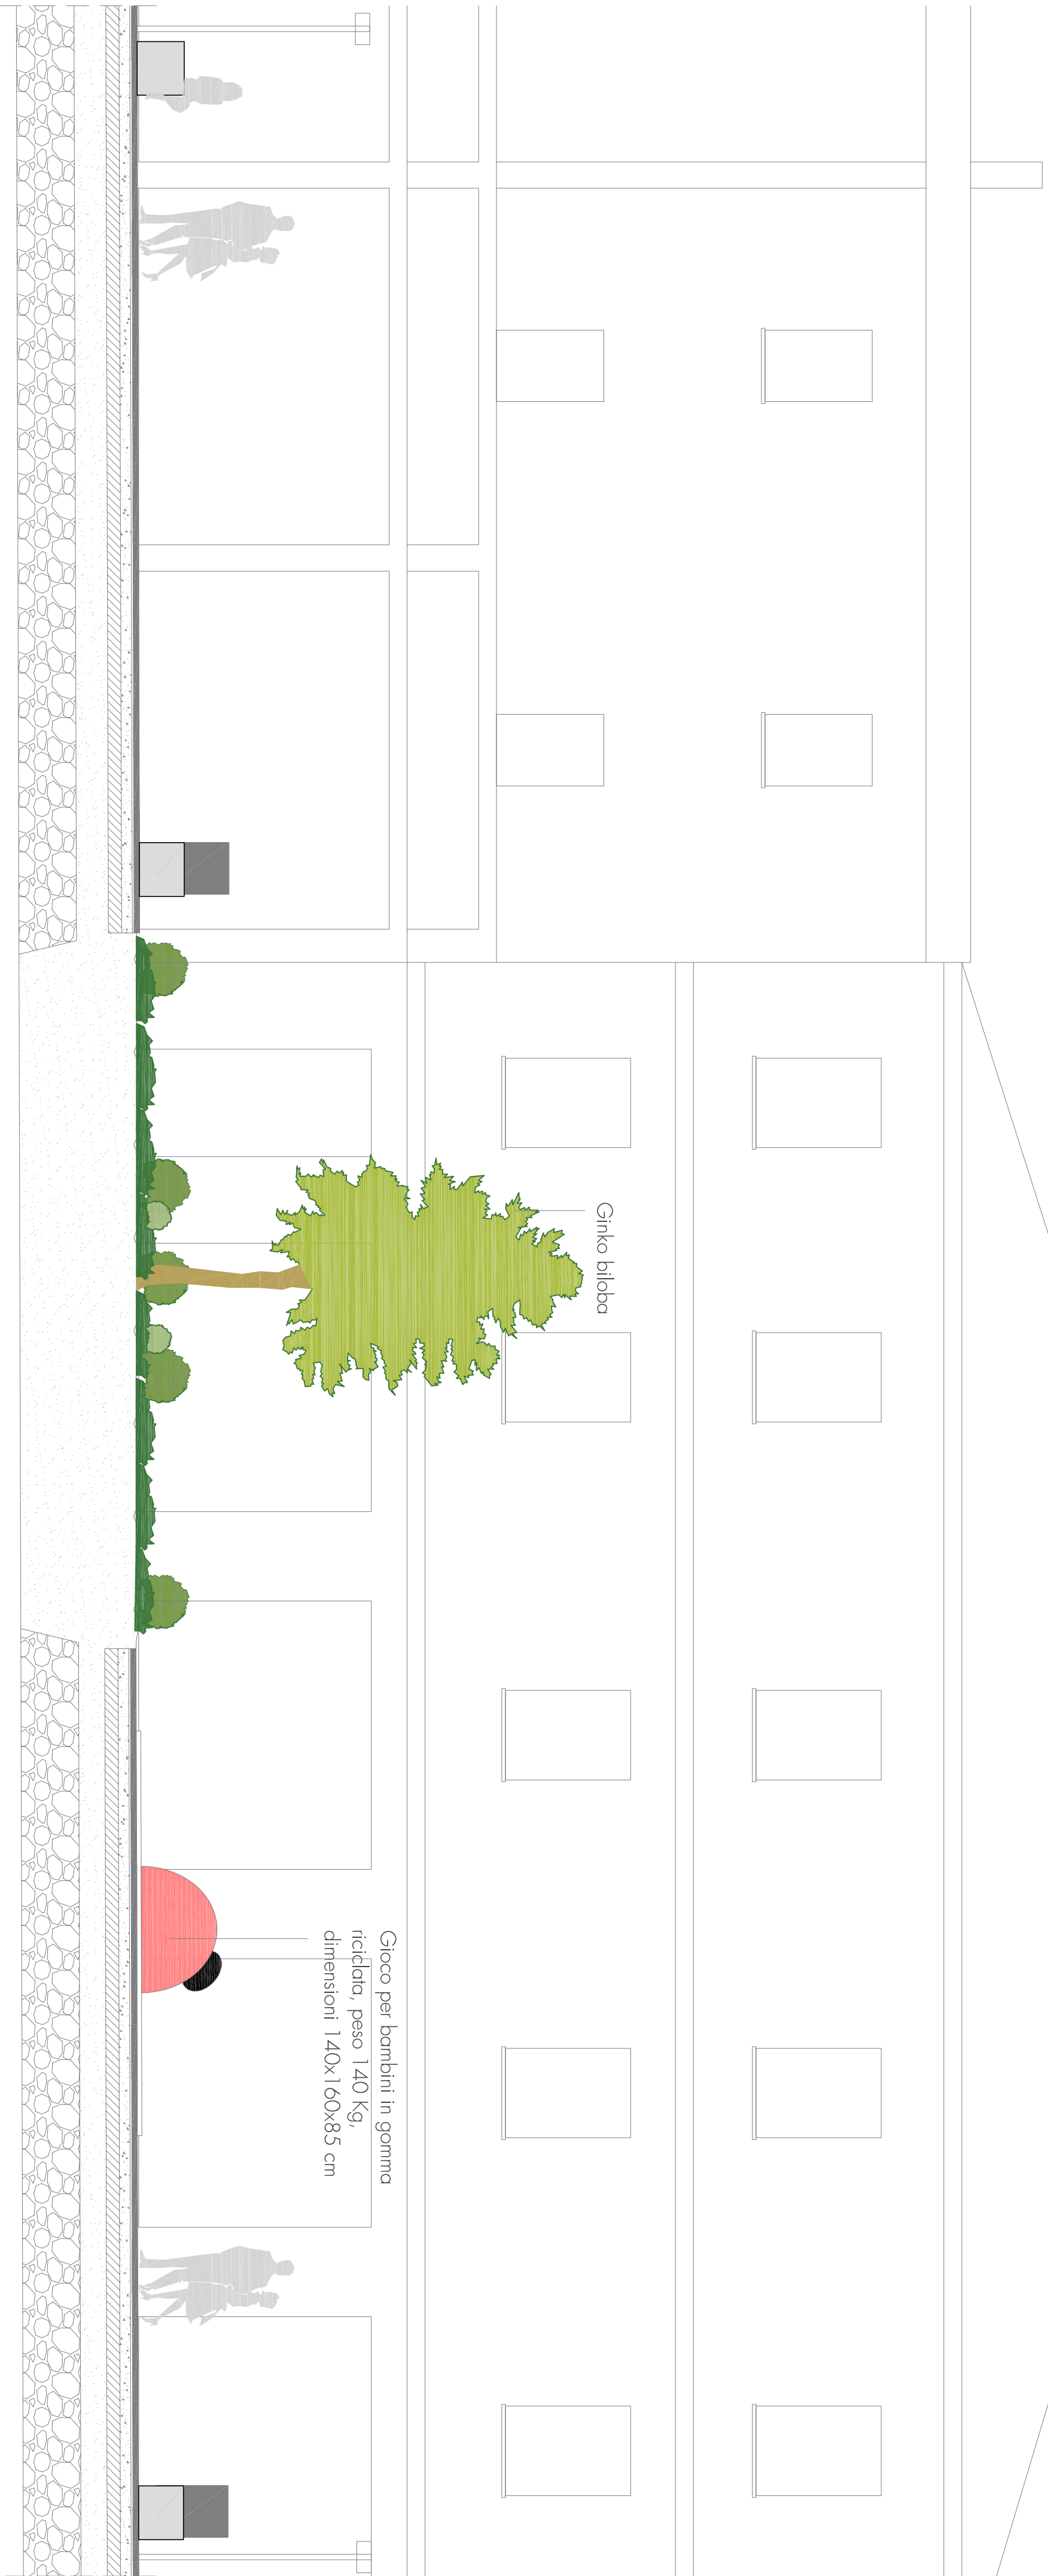 Ginko biloba
Gioco per bambini in gomma
riciclata, peso 140 Kg,
dimensioni 140x160x85 cm